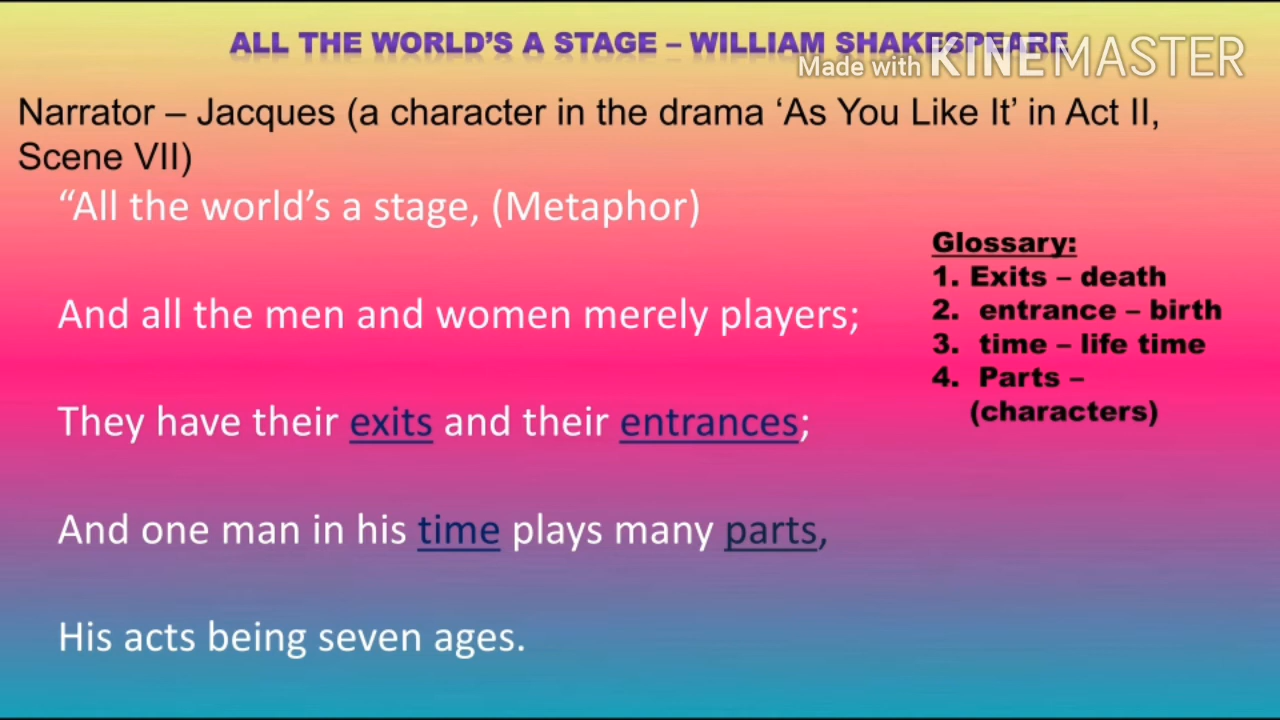 ALL THE WORLD'S A STAGE – WILLIAM SHAKESPEARE
Made with KINEMASTER
Narrator – Jacques (a character in the drama ‘As You Like It’ in Act II,
Scene VII)
“All the world’s a stage, (Metaphor)
And all the men and women merely players;
They have their exits and their entrances;
And one man in his time plays many parts,
His acts being seven ages.
Glossary:
1. Exits – death
2. entrance – birth
3. time – life time
4. Parts –
(characters)